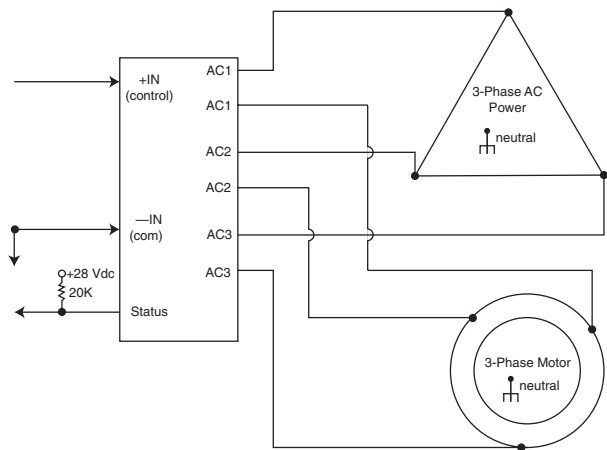 +IN
(control)
—IN
(com)
+28 Vdc
20K
Status
AC1
AC1
AC2
AC2
AC3
AC3
3-Phase AC
Power
neutral
3-Phase Motor
neutral